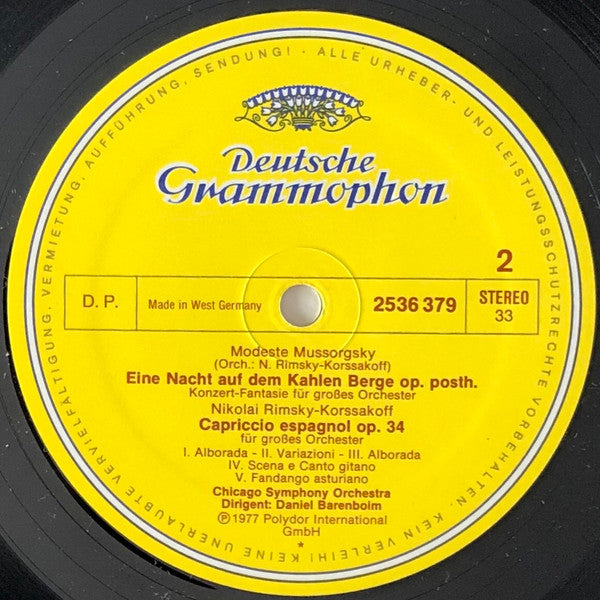 ALLE URHEBER- UND LEISTUNGSSCHUTZRECHTE VORBEHALTEN. KEIN VERLEIH! KEINE UNERLAUBTE VERVIELFÄLTIGUNG, VERMIETUNG, AUFFÜHRUNG, SENDUNG! ·
Deutsche
Grammophon
2
D. P.
Made in West Germany
2536 379
STEREO
33
Modeste Mussorgsky
(Orch.: N. Rimsky-Korssakoff)
Eine Nacht auf dem Kahlen Berge op. posth.
Konzert-Fantasie für großes Orchester
Nikolai Rimsky-Korssakoff
Capriccio espagnol op. 34
für großes Orchester
I. Alborada - II. Variazioni - III. Alborada
IV. Scena e Canto gitano
V. Fandango asturiano
Chicago Symphony Orchestra
Dirigent: Daniel Barenboim
Ⓟ 1977 Polydor International
GmbH
*